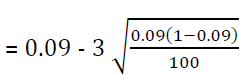 = 0.09 - 3 √(0.09(1−0.09)/100)